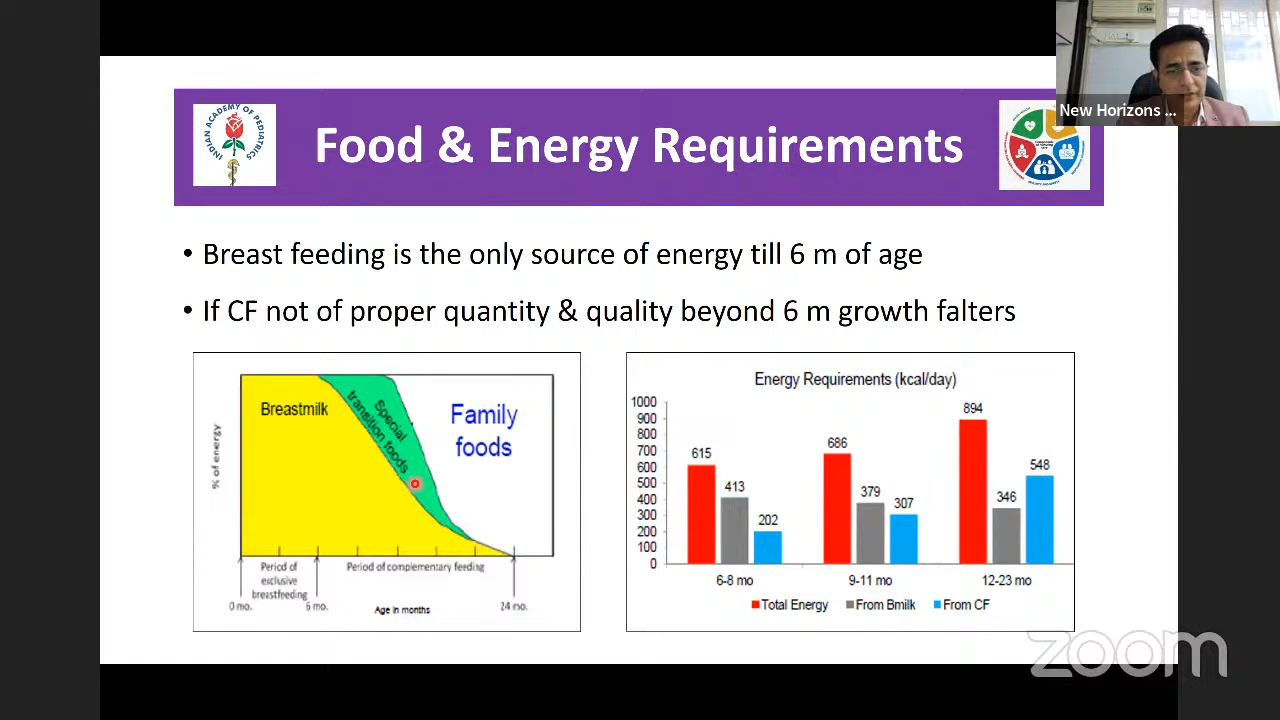 New Horizons ...
INDIAN ACADEMY OF PEDIATRICS
Food & Energy Requirements
• Breast feeding is the only source of energy till 6 m of age
• If CF not of proper quantity & quality beyond 6 m growth falters
% of energy
Breastmilk
Special
transition foods
Family
foods
Period of
exclusive
breastfeeding
Period of complementary feeding
0 mo.
6 mo.
Age in months
24 mo.
Energy Requirements (kcal/day)
1000
900
800
700
600
500
400
300
200
100
0
615
413
202
686
379
307
894
346
548
6-8 mo
9-11 mo
12-23 mo
Total Energy
From Bmilk
From CF
zoom